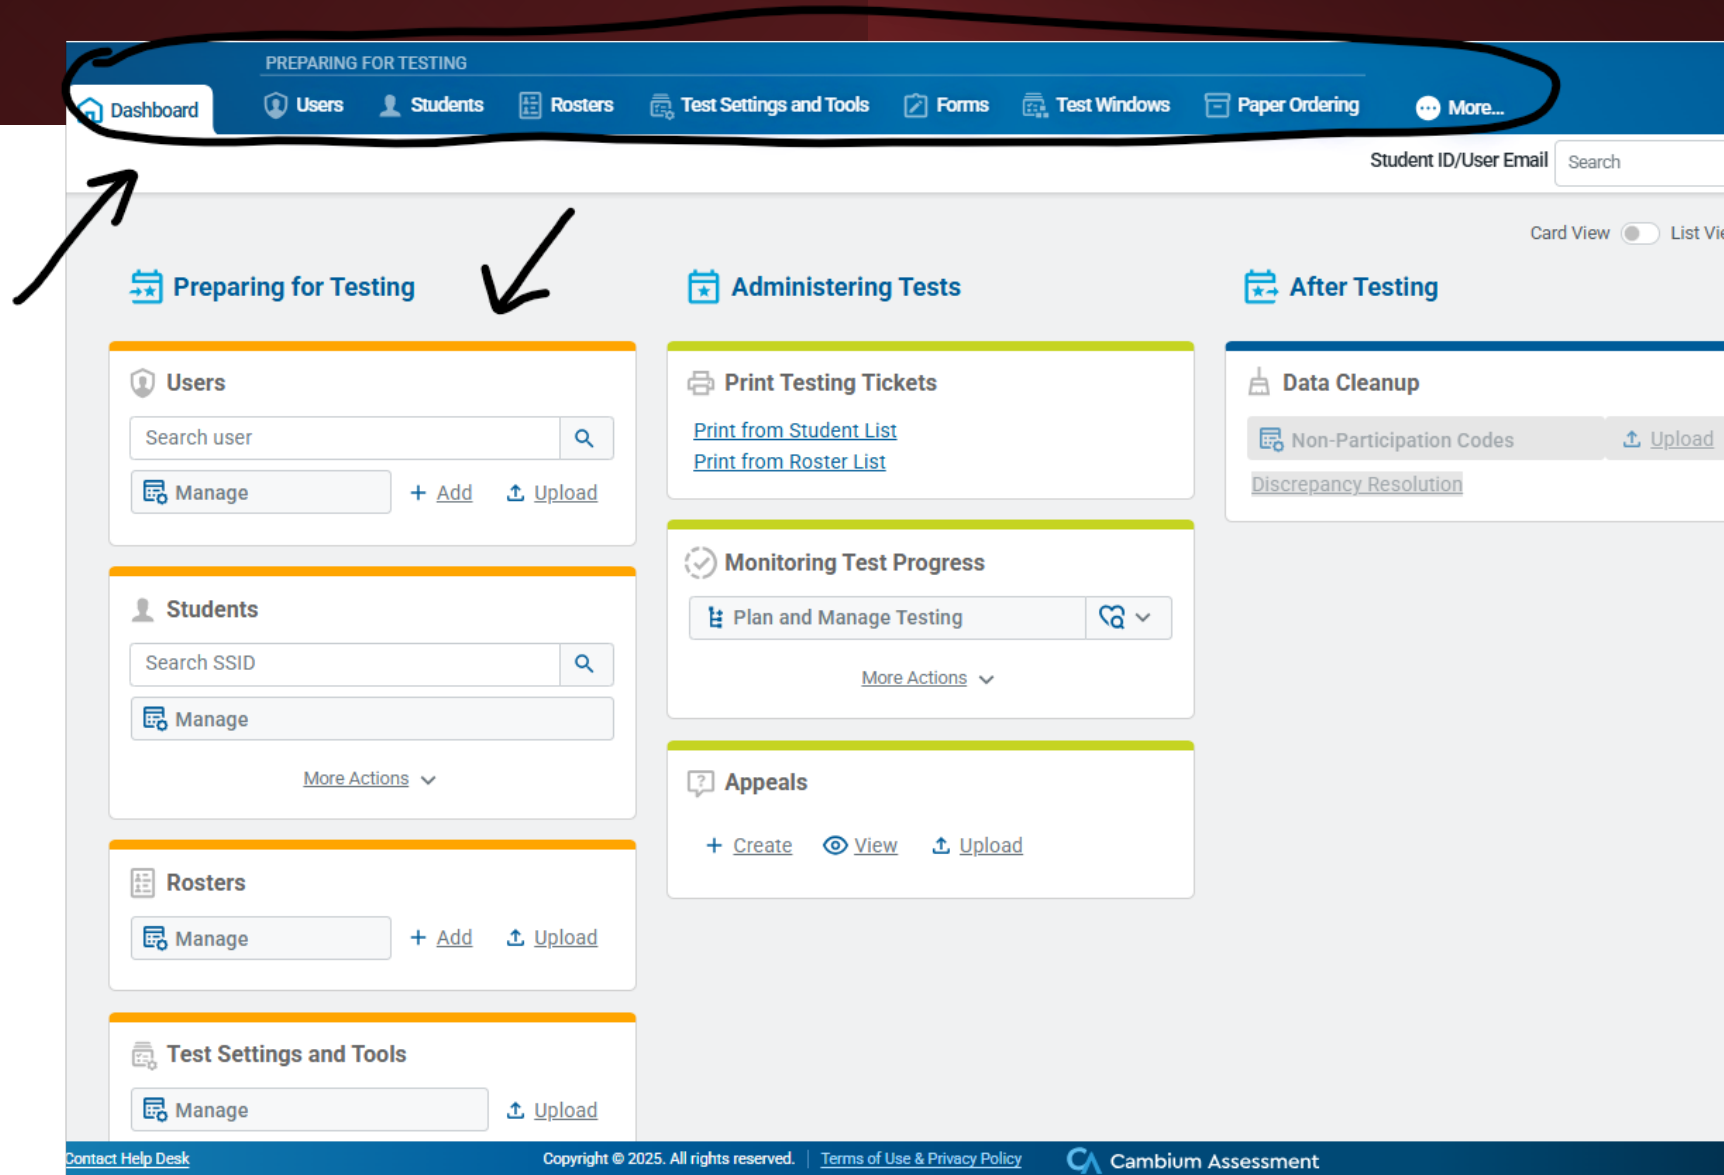 PREPARING FOR TESTING
Dashboard Users Students Rosters Test Settings and Tools Forms Test Windows Paper Ordering More...
Student ID/User Email Search
Card View List Vie
Preparing for Testing
Users
Search user
Manage + Add Upload
Students
Search SSID
Manage
More Actions
Rosters
Manage + Add Upload
Test Settings and Tools
Manage Upload
Administering Tests
Print Testing Tickets
Print from Student List
Print from Roster List
Monitoring Test Progress
Plan and Manage Testing
More Actions
Appeals
+ Create View Upload
After Testing
Data Cleanup
Non-Participation Codes Upload
Discrepancy Resolution
Contact Help Desk Copyright © 2025. All rights reserved. | Terms of Use & Privacy Policy CA Cambium Assessment